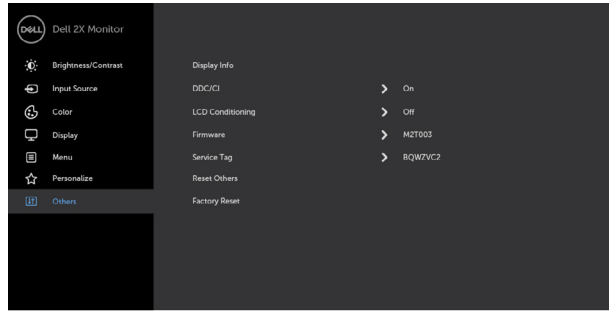 DELL Dell 2X Monitor
Brightness/Contrast
Input Source
Color
Display
Menu
Personalize
Others
Display Info
DDC/CI On
LCD Conditioning Off
Firmware M2T003
Service Tag BQWZVC2
Reset Others
Factory Reset